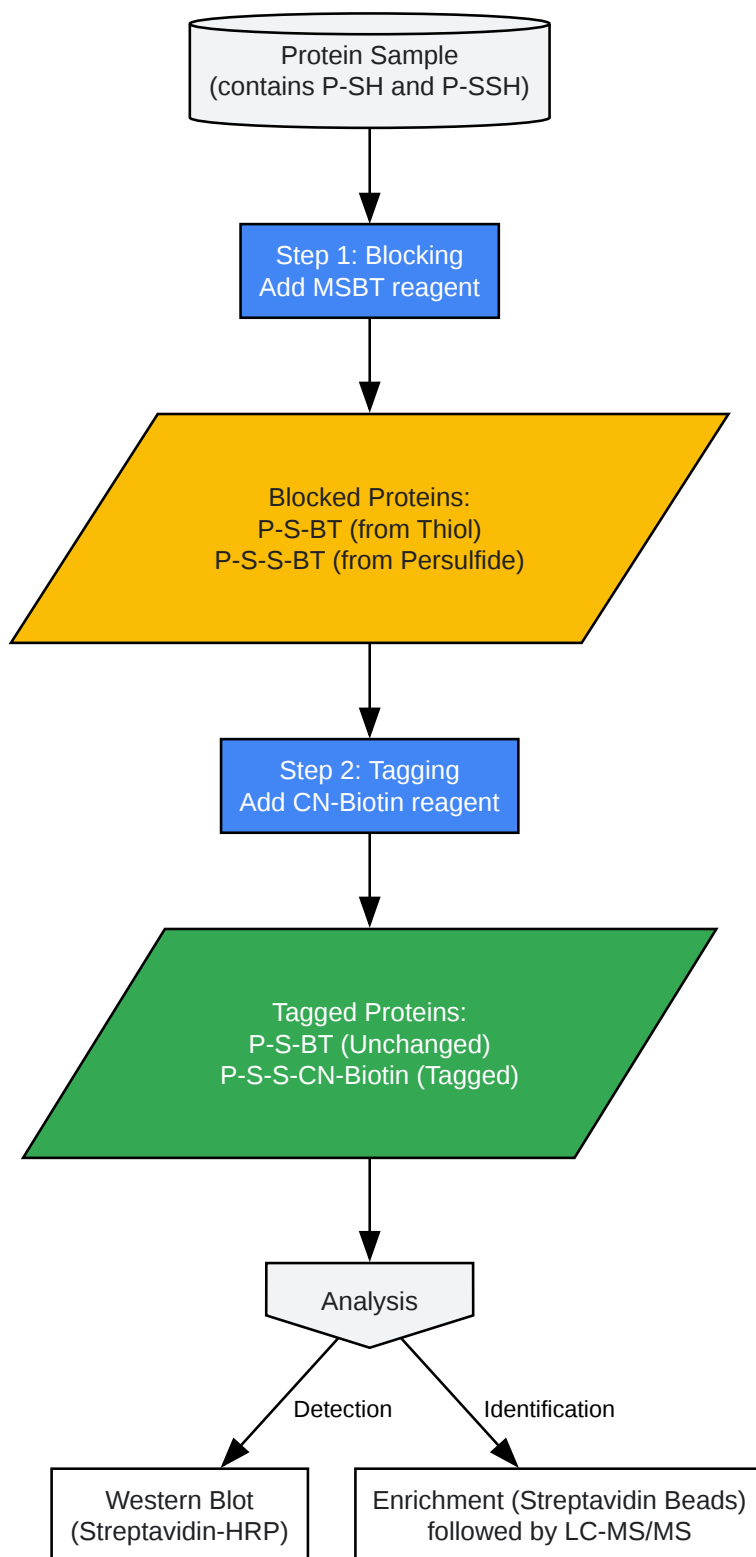 Protein Sample
(contains P-SH and P-SSH)
Step 1: Blocking
Add MSBT reagent
Blocked Proteins:
P-S-BT (from Thiol)
P-S-S-BT (from Persulfide)
Step 2: Tagging
Add CN-Biotin reagent
Tagged Proteins:
P-S-BT (Unchanged)
P-S-S-CN-Biotin (Tagged)
Analysis
Detection
Identification
Western Blot
(Streptavidin-HRP)
Enrichment (Streptavidin Beads)
followed by LC-MS/MS